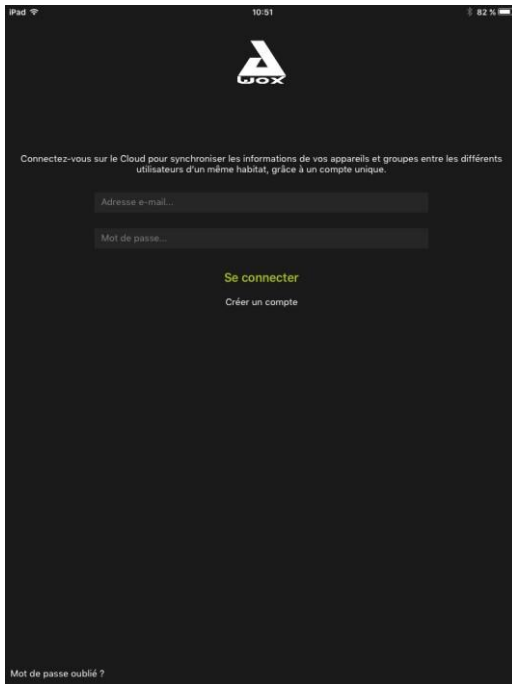 iPad
10:51
82 %
AWOX
Connectez-vous sur le Cloud pour synchroniser les informations de vos appareils et groupes entre les différents
utilisateurs d'un même habitat, grâce à un compte unique.
Adresse e-mail...
Mot de passe...
Se connecter
Créer un compte
Mot de passe oublié ?